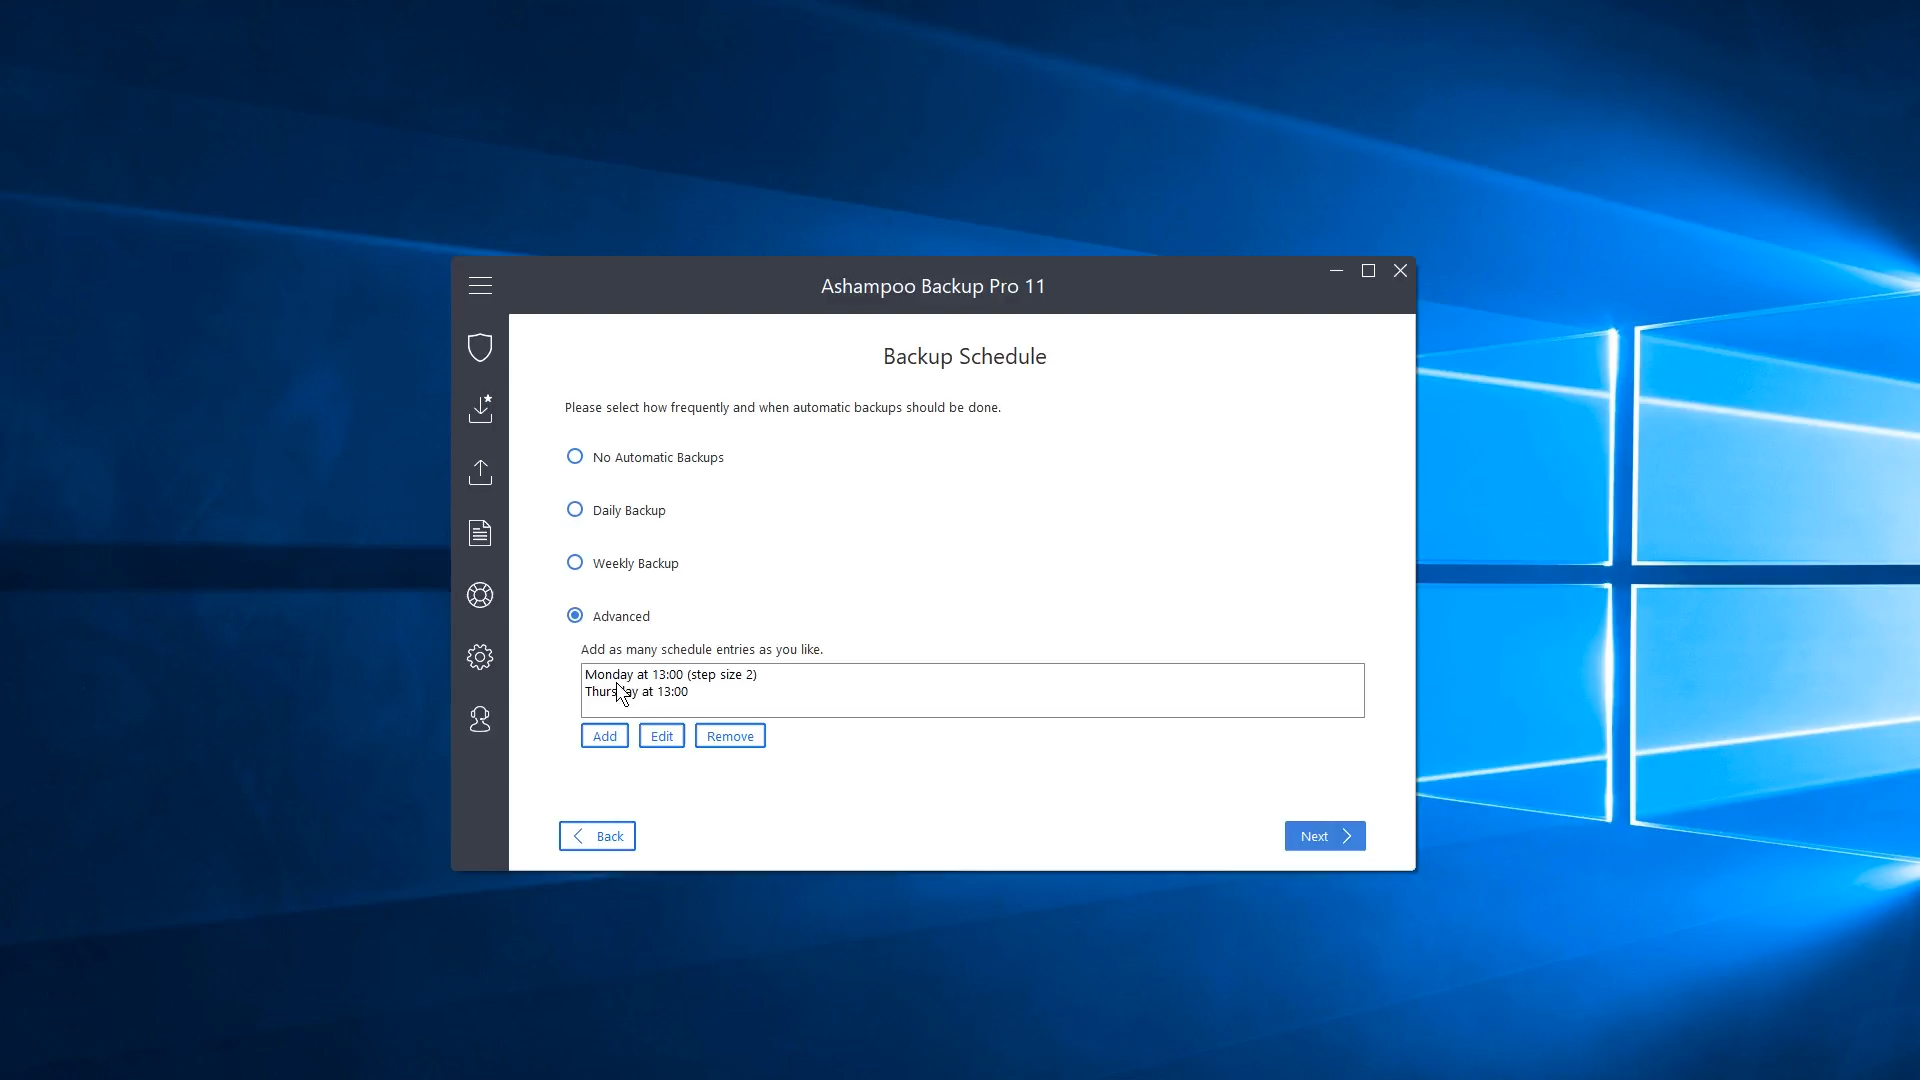 Ashampoo Backup Pro 11
Backup Schedule
Please select how frequently and when automatic backups should be done.
No Automatic Backups
Daily Backup
Weekly Backup
Advanced
Add as many schedule entries as you like.
Monday at 13:00 (step size 2)
Thursday at 13:00
Add Edit Remove
Back Next